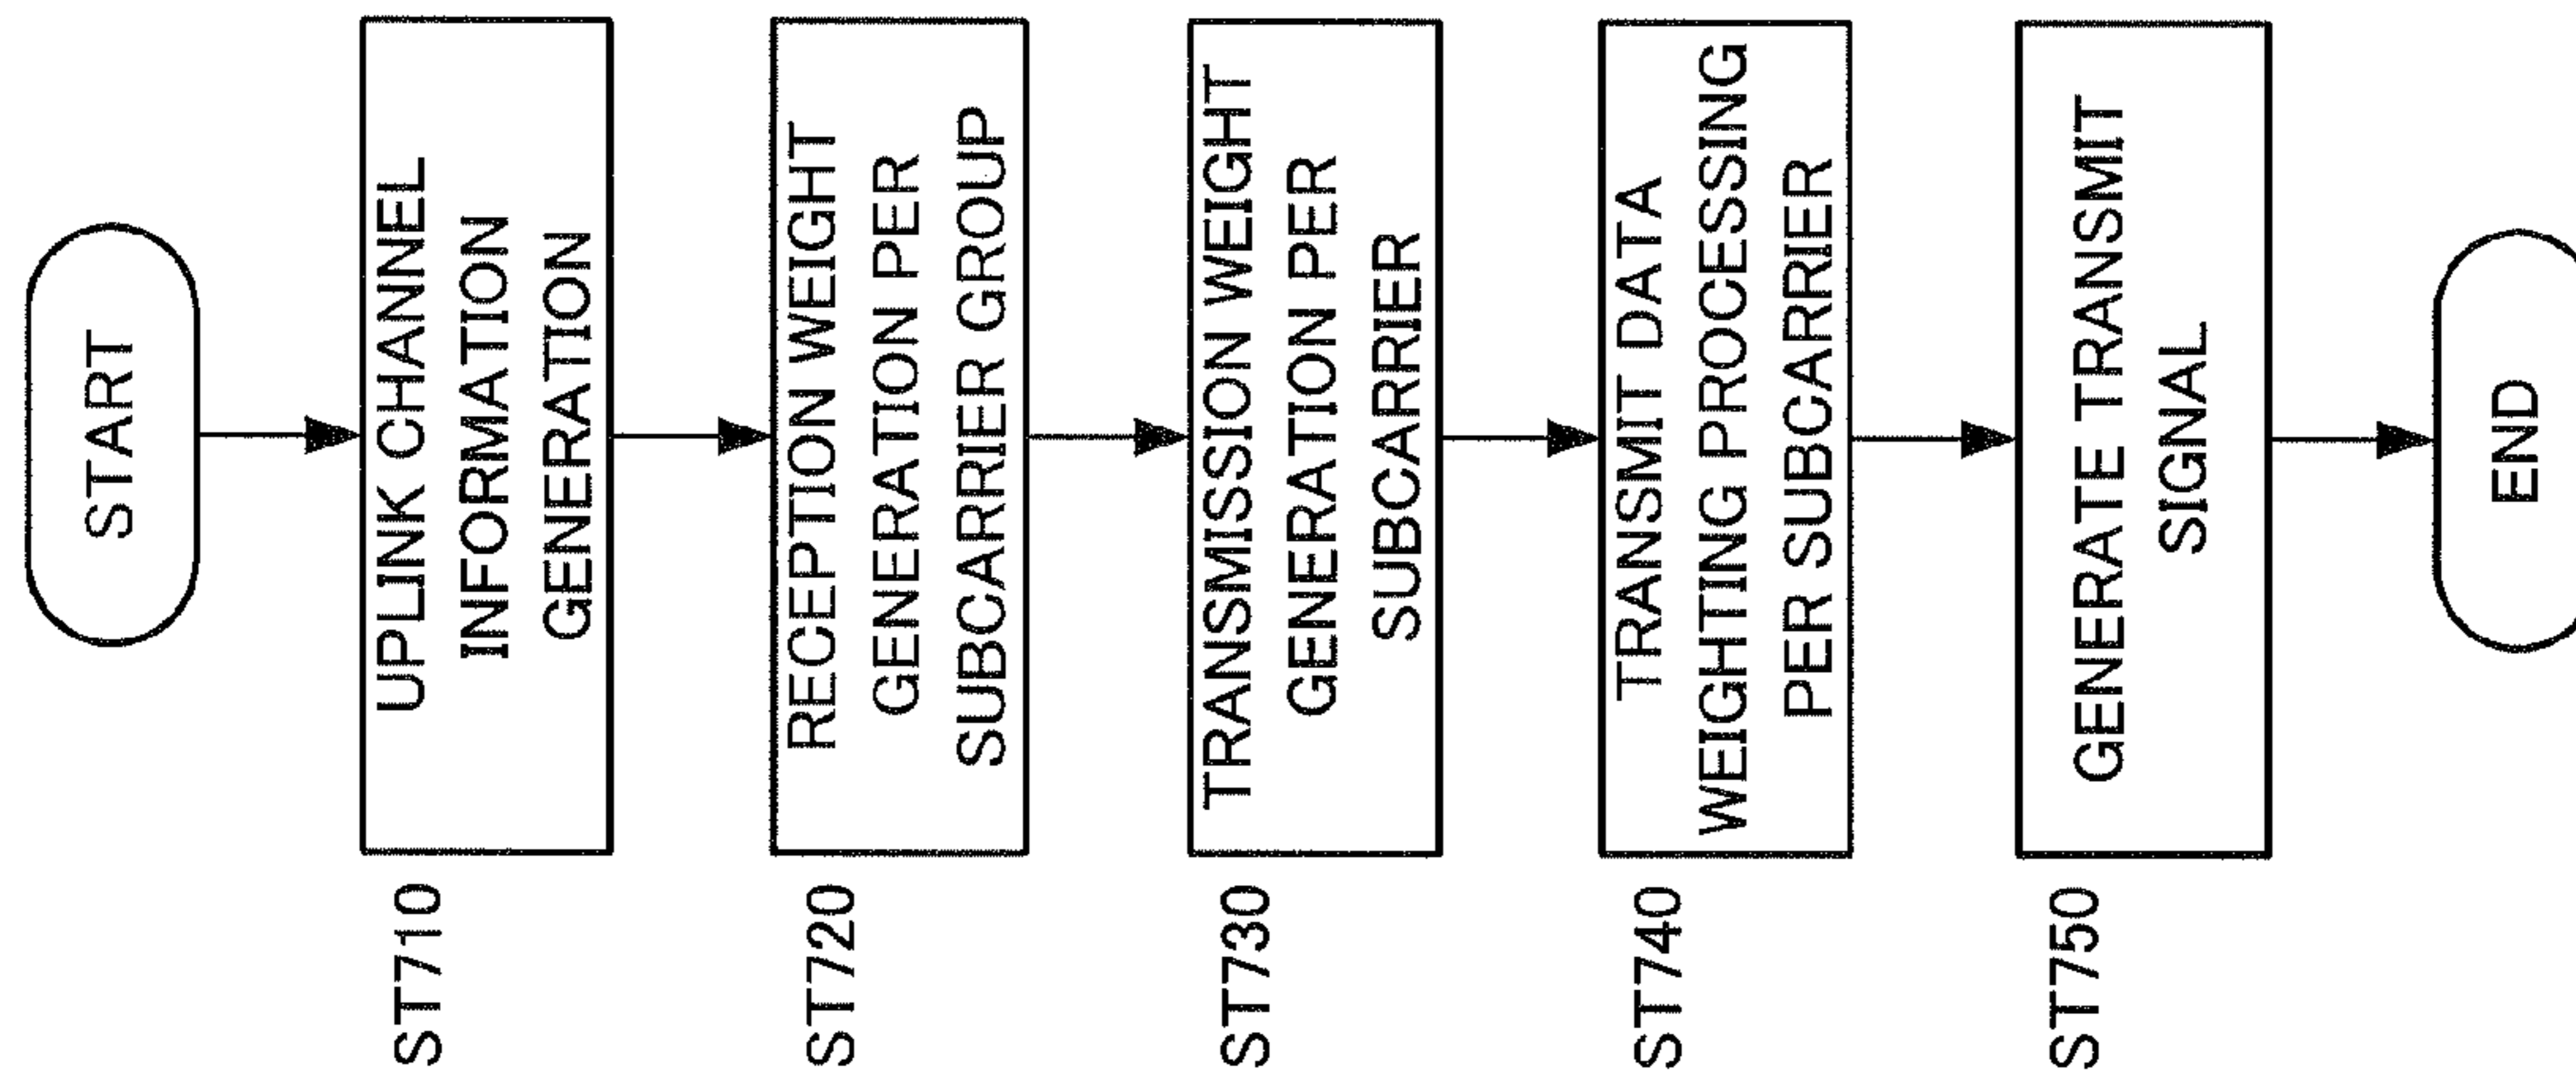 START
ST710
UPLINK CHANNEL
INFORMATION
GENERATION
ST720
RECEPTION WEIGHT
GENERATION PER
SUBCARRIER GROUP
ST730
TRANSMISSION WEIGHT
GENERATION PER
SUBCARRIER
ST740
TRANSMIT DATA
WEIGHTING PROCESSING
PER SUBCARRIER
ST750
GENERATE TRANSMIT
SIGNAL
END